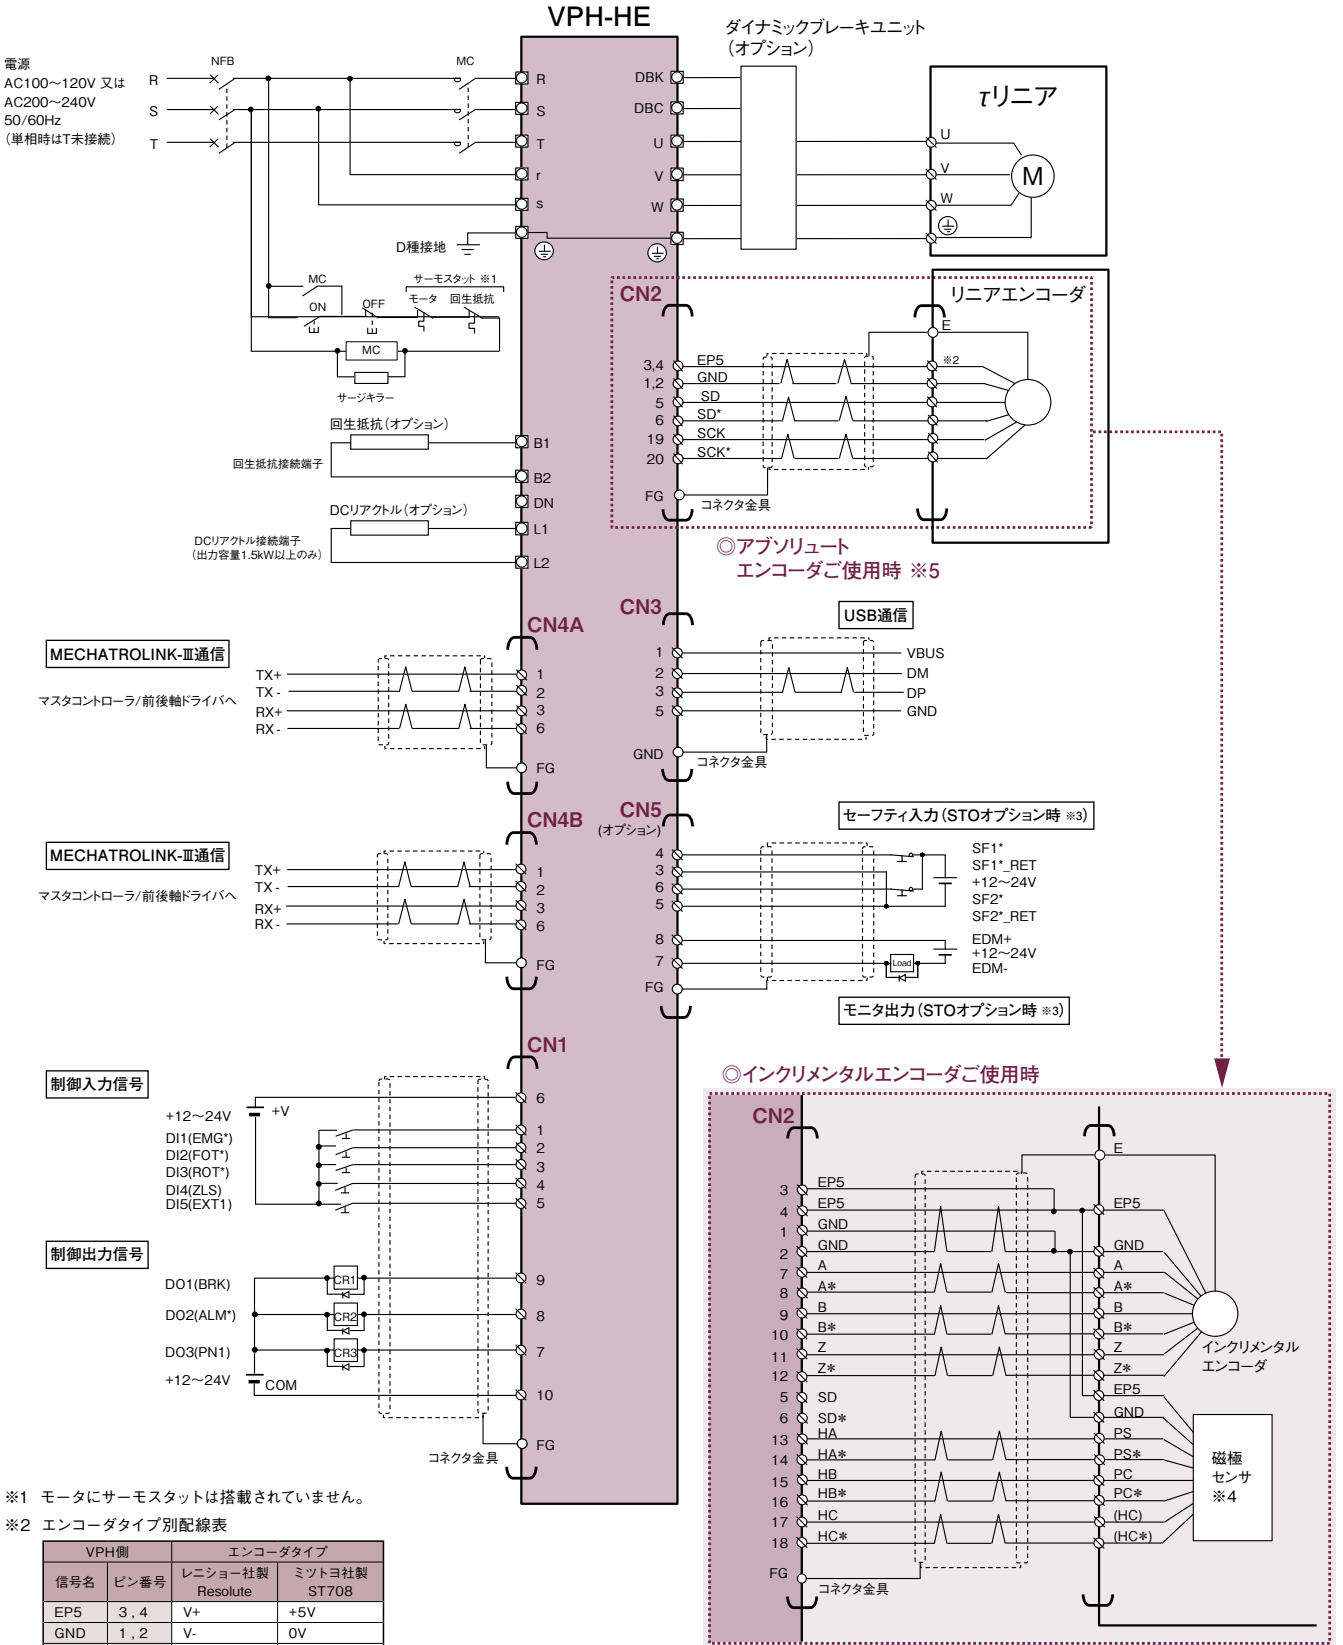 VPH-HE
ダイナミックブレーキユニット
(オプション)
電源
AC100～120V 又は
AC200～240V
50/60Hz
(単相時はT未接続)
NFB
MC
R
S
T
R
S
T
r
s
D種接地
DBK
DBC
U
V
W
τリニア
U
V
W
M
MC
ON
OFF
サーモスタット ※1
モータ
回生抵抗
MC
サージキラー
回生抵抗(オプション)
回生抵抗接続端子
B1
B2
DN
DCリアクトル(オプション)
DCリアクトル接続端子
(出力容量1.5kW以上のみ)
L1
L2
CN2
リニアエンコーダ
E
※2
3,4 EP5
1,2 GND
5 SD
6 SD*
19 SCK
20 SCK*
FG
コネクタ金具
◎アブソリュート
エンコーダご使用時 ※5
CN3
USB通信
1 VBUS
2 DM
3 DP
5 GND
GND
コネクタ金具
CN4A
MECHATROLINK-Ⅲ通信
マスタコントローラ/前後軸ドライバへ
TX+ 1
TX- 2
RX+ 3
RX- 6
FG
CN4B
MECHATROLINK-Ⅲ通信
マスタコントローラ/前後軸ドライバへ
TX+ 1
TX- 2
RX+ 3
RX- 6
FG
CN5
(オプション)
セーフティ入力(STOオプション時 ※3)
4
3
6
5
8
7
FG
SF1*
SF1*_RET
+12～24V
SF2*
SF2*_RET
EDM+
+12～24V
EDM-
Load
モニタ出力(STOオプション時 ※3)
CN1
制御入力信号
+12～24V
+V
6
DI1(EMG*) 1
DI2(FOT*) 2
DI3(ROT*) 3
DI4(ZLS) 4
DI5(EXT1) 5
制御出力信号
DO1(BRK) CR1 9
DO2(ALM*) CR2 8
DO3(PN1) CR3 7
+12～24V
COM
10
FG
コネクタ金具
◎インクリメンタルエンコーダご使用時
CN2
E
3 EP5
4 EP5 EP5
1 GND
2 GND GND
7 A A
8 A* A*
9 B B
10 B* B*
11 Z Z
12 Z* Z*
5 SD EP5
6 SD* GND
13 HA PS
14 HA* PS*
15 HB PC
16 HB* PC*
17 HC (HC)
18 HC* (HC*)
FG
コネクタ金具
インクリメンタル
エンコーダ
磁極
センサ
※4
※1 モータにサーモスタットは搭載されていません。
※2 エンコーダタイプ別配線表
VPH側 エンコーダタイプ
信号名 ピン番号 レニショー社製 Resolute ミツトヨ社製 ST708
EP5 3,4 V+ +5V
GND 1,2 V- 0V